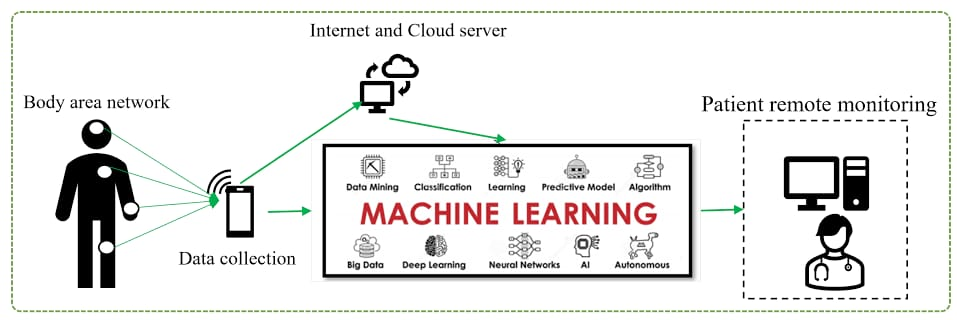 Internet and Cloud server
Body area network
Patient remote monitoring
Data collection
Data Mining
Classification
Learning
Predictive Model
Algorithm
MACHINE LEARNING
Big Data
Deep Learning
Neural Networks
AI
Autonomous